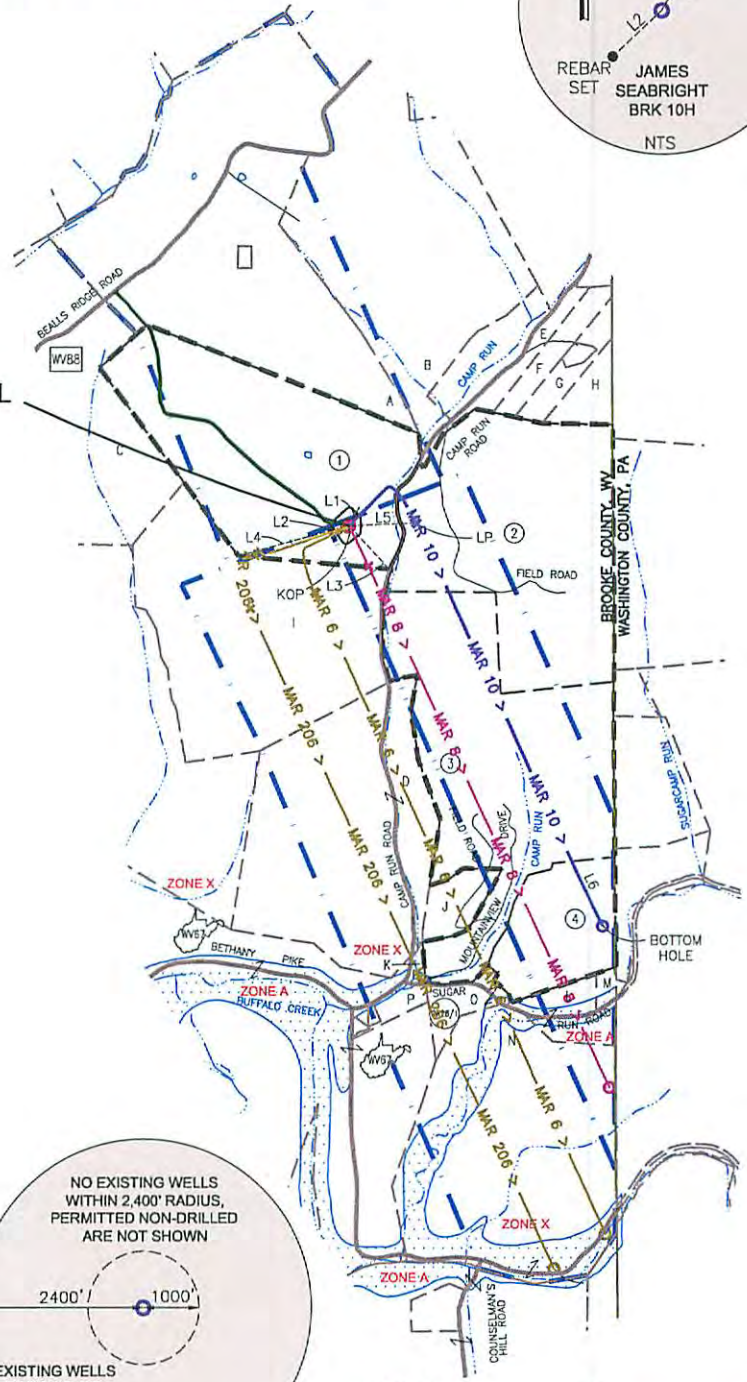 L2
REBAR
SET
JAMES
SEABRIGHT
BRK 10H
NTS
BEALLS RIDGE ROAD
WV88
L
A
B
CAMP RUN
E
F
G
H
CAMP RUN
ROAD
C
1
L1
L2
L5
L4
L3
LP
2
KOP
I
FIELD ROAD
BROOKE COUNTY, WV
WASHINGTON COUNTY, PA
MAR 6 >
MAR 8 >
MAR 10 >
MAR 10 >
MAR 206 >
MAR 6 >
MAR 8 >
MAR 10 >
MAR 206 >
MAR 6 >
MAR 8 >
MAR 10 >
MAR 206 >
3
CAMP RUN ROAD
FIELD ROAD
DRIVE
MOUNTAINVIEW
CAMP RUN
SUGARCAMP RUN
J
L6
4
BOTTOM
HOLE
ZONE X
WV67
BETHANY PIKE
ZONE X
K
ZONE A
BUFFALO CREEK
P
SUGAR
O
RUN ROAD
M
N
ZONE A
WV67
MAR 8 >
MAR 206 >
MAR 6 >
ZONE X
ZONE A
COUNSELMAN'S
HILL ROAD
NO EXISTING WELLS
WITHIN 2,400' RADIUS,
PERMITTED NON-DRILLED
ARE NOT SHOWN
2400'
1000'
EXISTING WELLS